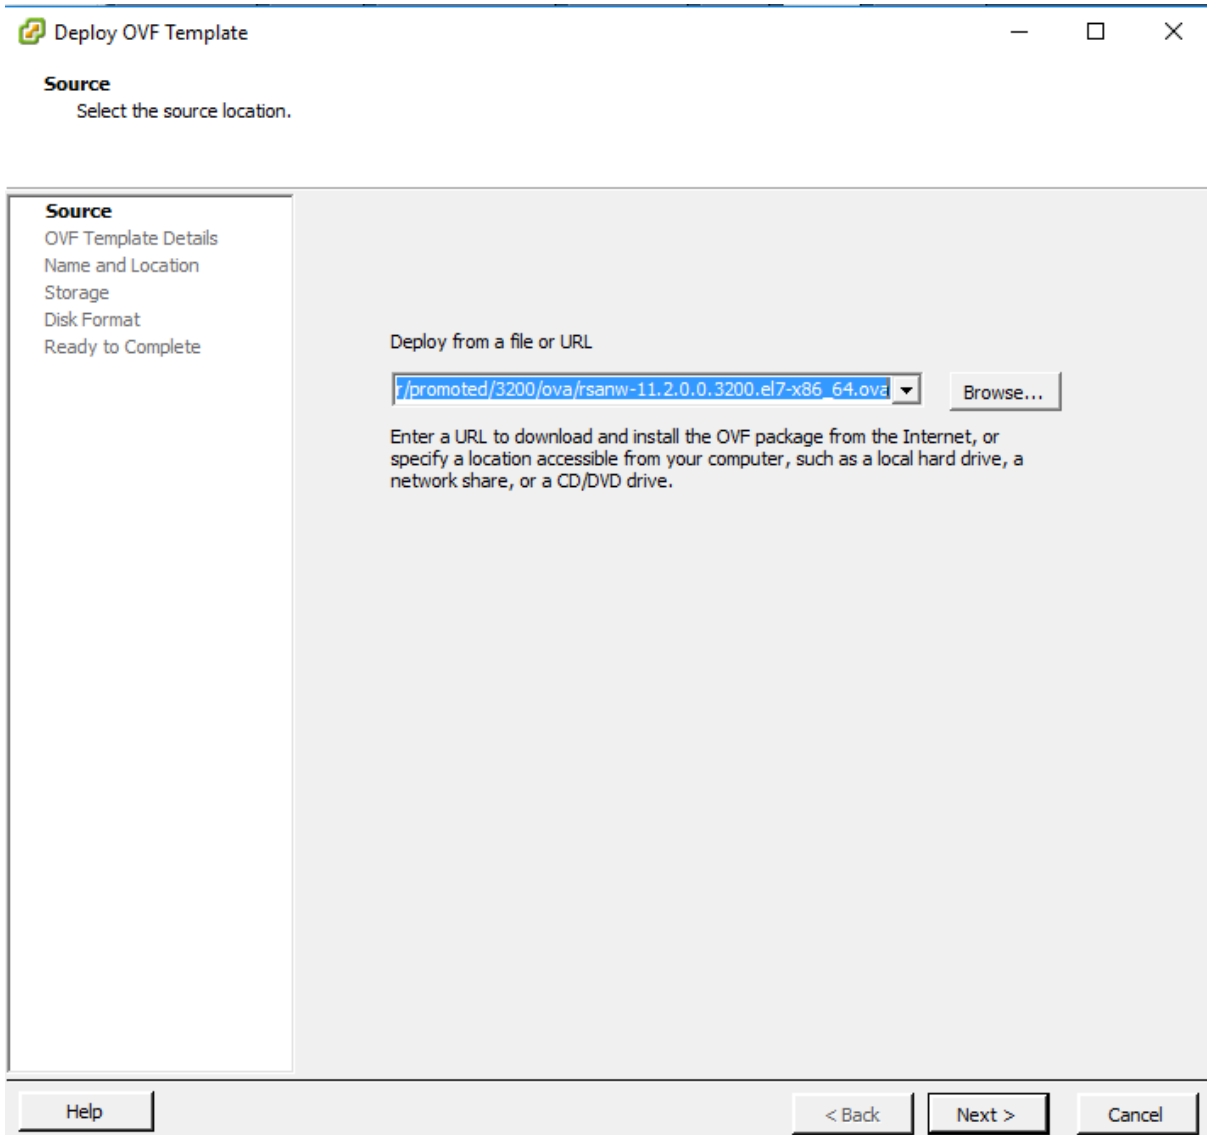 Deploy OVF Template
Source
Select the source location.
Source
OVF Template Details
Name and Location
Storage
Disk Format
Ready to Complete
Deploy from a file or URL
r/promoted/3200/ova/rsanw-11.2.0.0.3200.el7-x86_64.ova
Browse...
Enter a URL to download and install the OVF package from the Internet, or
specify a location accessible from your computer, such as a local hard drive, a
network share, or a CD/DVD drive.
Help
< Back
Next >
Cancel